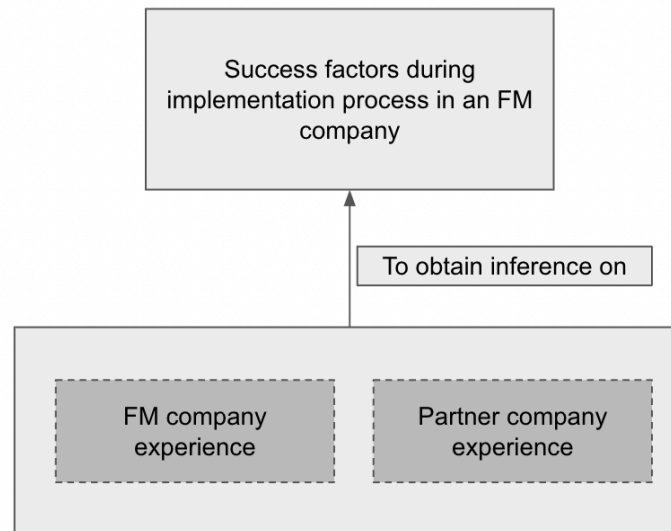 Success factors during
implementation process in an FM
company
To obtain inference on
FM company
experience
Partner company
experience